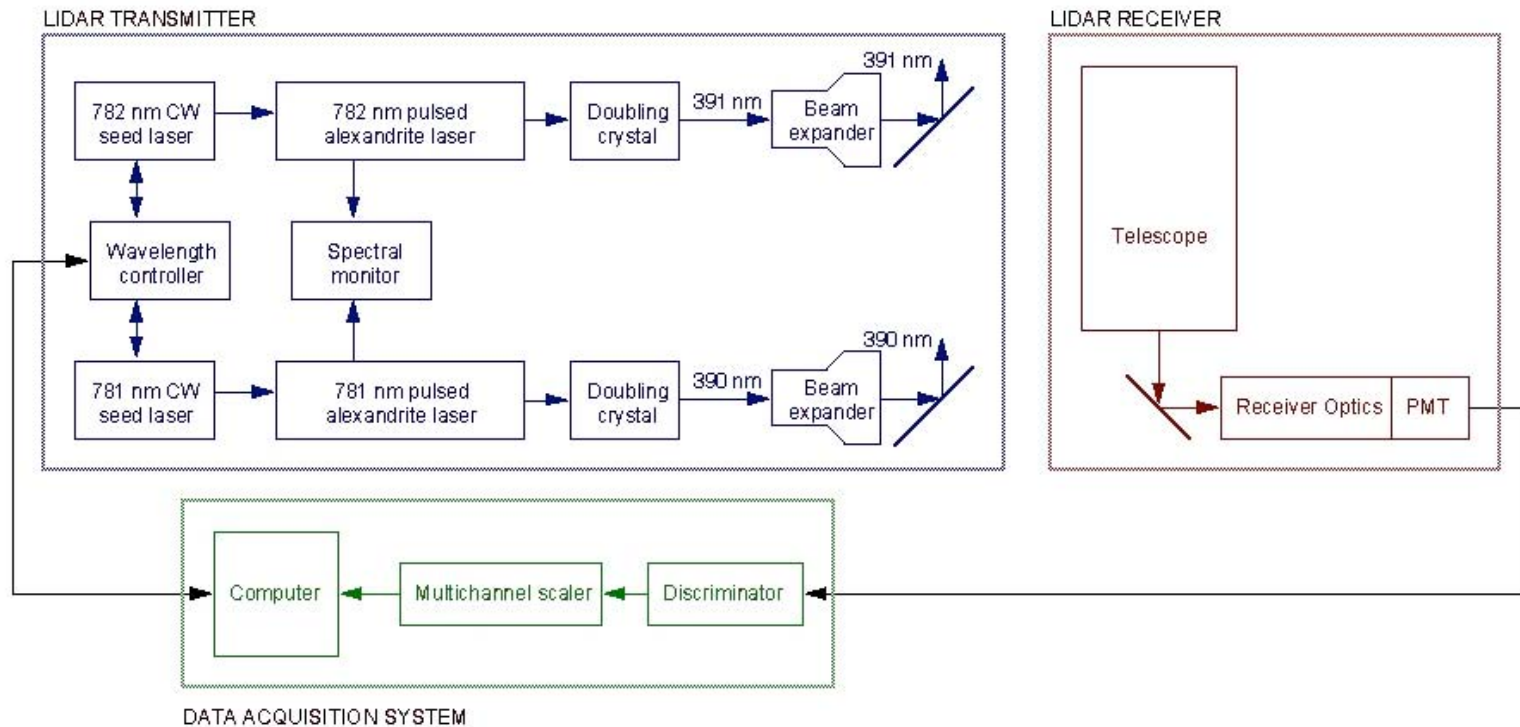 LIDAR TRANSMITTER
LIDAR RECEIVER
782 nm CW
seed laser
782 nm pulsed
alexandrite laser
Doubling
crystal
391 nm
Beam
expander
391 nm
Wavelength
controller
Spectral
monitor
781 nm CW
seed laser
781 nm pulsed
alexandrite laser
Doubling
crystal
390 nm
Beam
expander
390 nm
Telescope
Receiver Optics
PMT
Computer
Multichannel scaler
Discriminator
DATA ACQUISITION SYSTEM